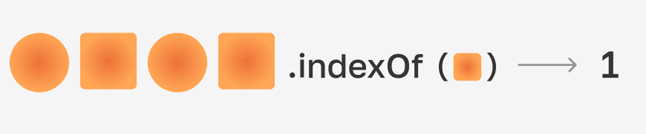 .indexOf ( ) 1